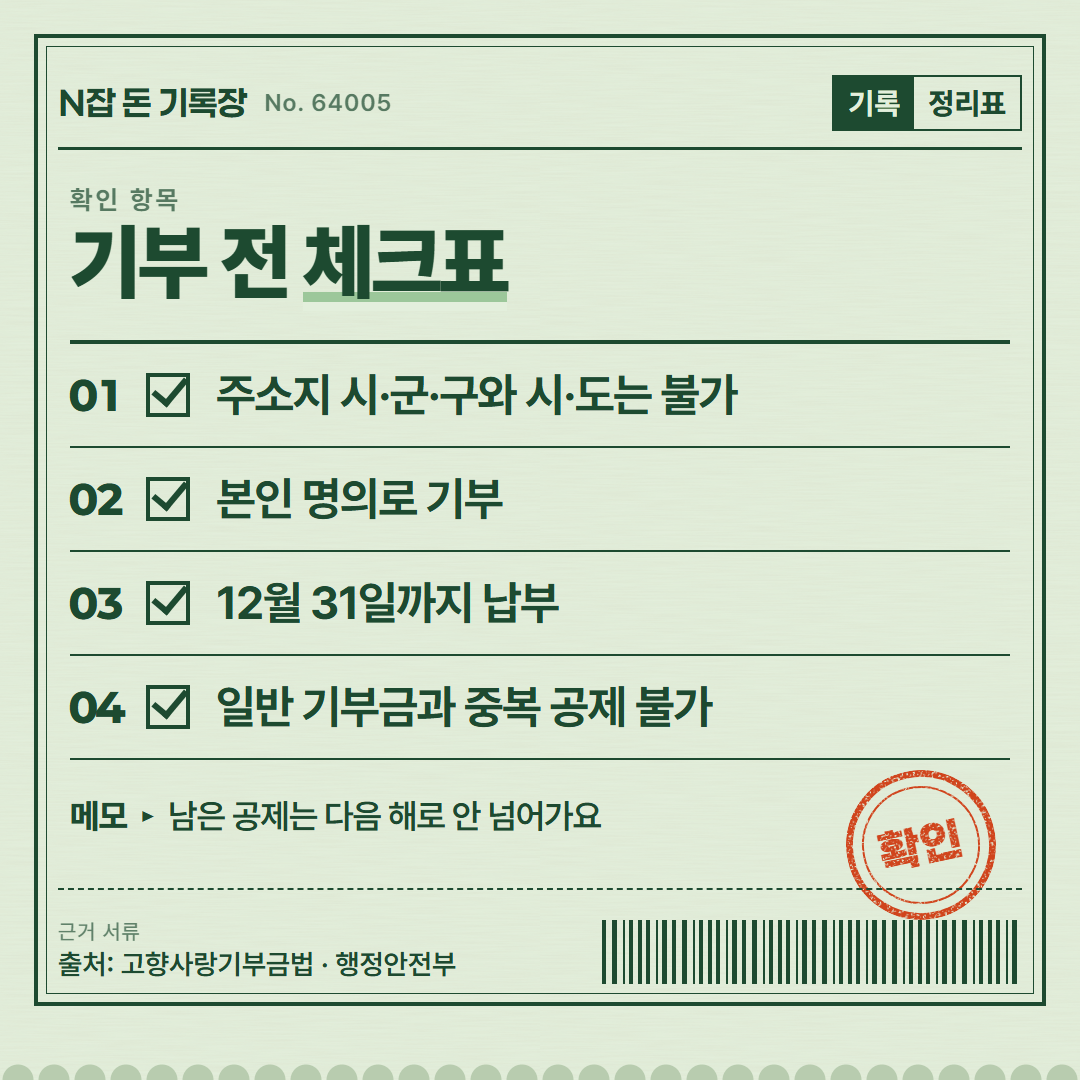 N잡 돈 기록장 No. 64005 기록 정리표
확인 항목
기부 전 체크표
01 주소지 시·군·구와 시·도는 불가
02 본인 명의로 기부
03 12월 31일까지 납부
04 일반 기부금과 중복 공제 불가
메모 ▸ 남은 공제는 다음 해로 안 넘어가요
확인
근거 서류
출처: 고향사랑기부금법 · 행정안전부